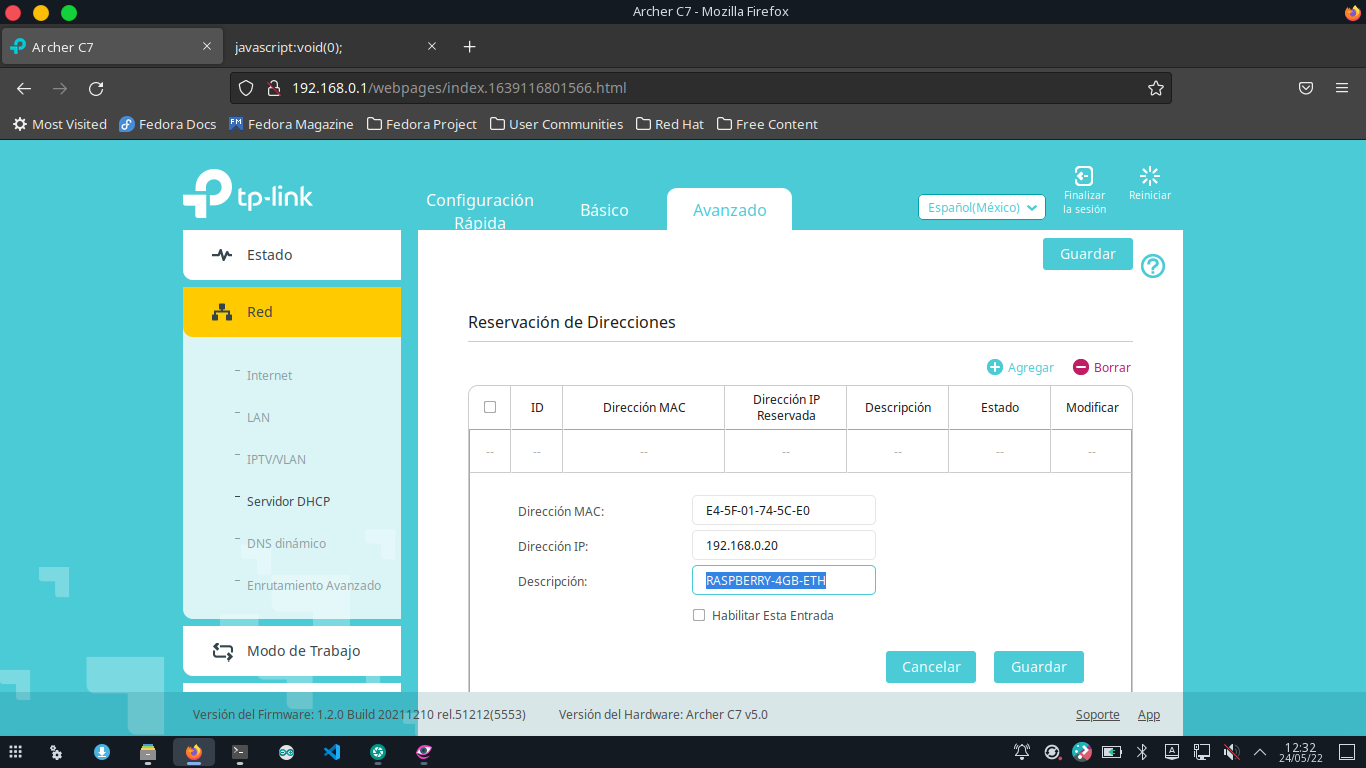 Archer C7 - Mozilla Firefox
Archer C7
javascript:void(0);
192.168.0.1/webpages/index.1639116801566.html
Most Visited
Fedora Docs
Fedora Magazine
Fedora Project
User Communities
Red Hat
Free Content
tp-link
Configuración
Rápida
Básico
Avanzado
Español(México)
Finalizar
la sesión
Reiniciar
Estado
Red
Internet
LAN
IPTV/VLAN
Servidor DHCP
DNS dinámico
Enrutamiento Avanzado
Modo de Trabajo
Guardar
Reservación de Direcciones
Agregar
Borrar
ID
Dirección MAC
Dirección IP
Reservada
Descripción
Estado
Modificar
-- -- -- -- -- -- --
Dirección MAC: E4-5F-01-74-5C-E0
Dirección IP: 192.168.0.20
Descripción: RASPBERRY-4GB-ETH
Habilitar Esta Entrada
Cancelar
Guardar
Versión del Firmware: 1.2.0 Build 20211210 rel.51212(5553)
Versión del Hardware: Archer C7 v5.0
Soporte
App
12:32
24/05/22